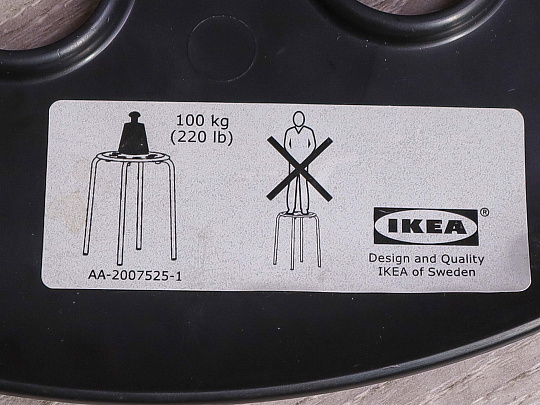 100 kg
(220 lb)
AA-2007525-1
IKEA®
Design and Quality
IKEA of Sweden